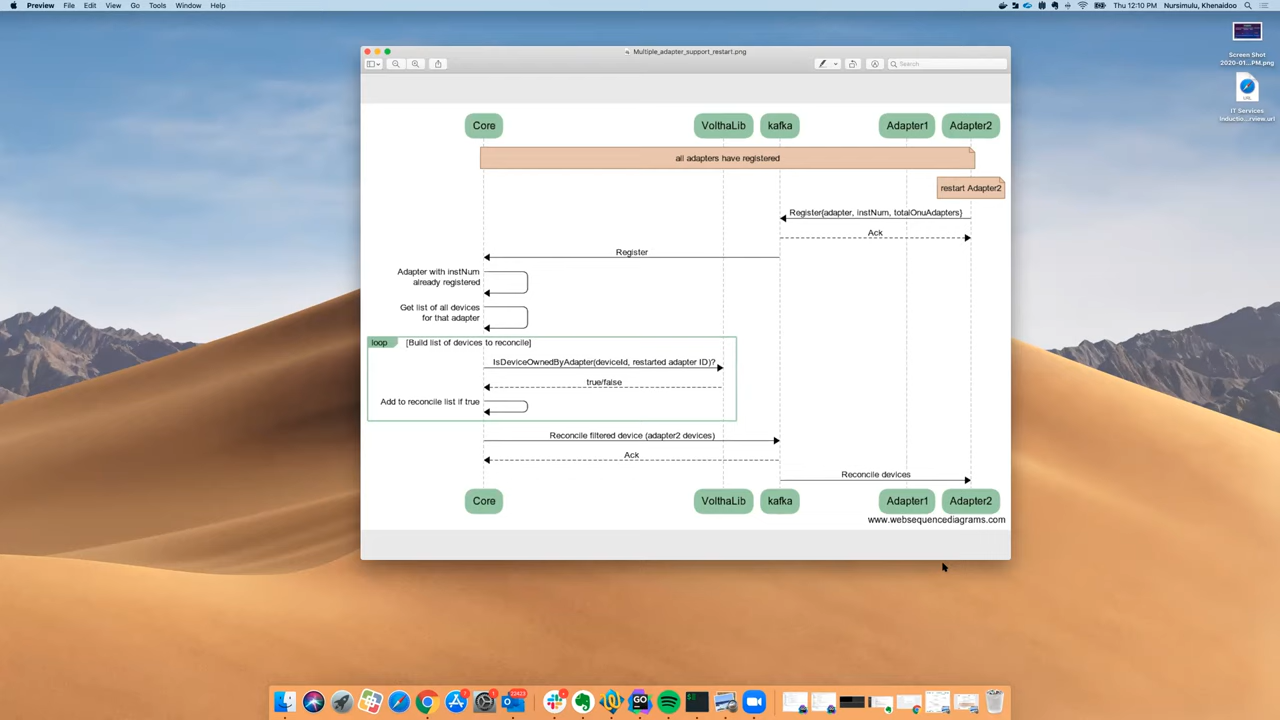 Preview File Edit View Go Tools Window Help
Thu 12:10 PM Nursimulu, Khenaidoo
Multiple_adapter_support_restart.png
Search
Screen Shot
2020-01...PM.png
URL
IT Services
Inductio...rview.url
Core VolthaLib kafka Adapter1 Adapter2
all adapters have registered
restart Adapter2
Register(adapter, instNum, totalOnuAdapters)
Ack
Register
Adapter with instNum
already registered
Get list of all devices
for that adapter
loop [Build list of devices to reconcile]
IsDeviceOwnedByAdapter(deviceId, restarted adapter ID)?
true/false
Add to reconcile list if true
Reconcile filtered device (adapter2 devices)
Ack
Reconcile devices
Core VolthaLib kafka Adapter1 Adapter2
www.websequencediagrams.com
GO